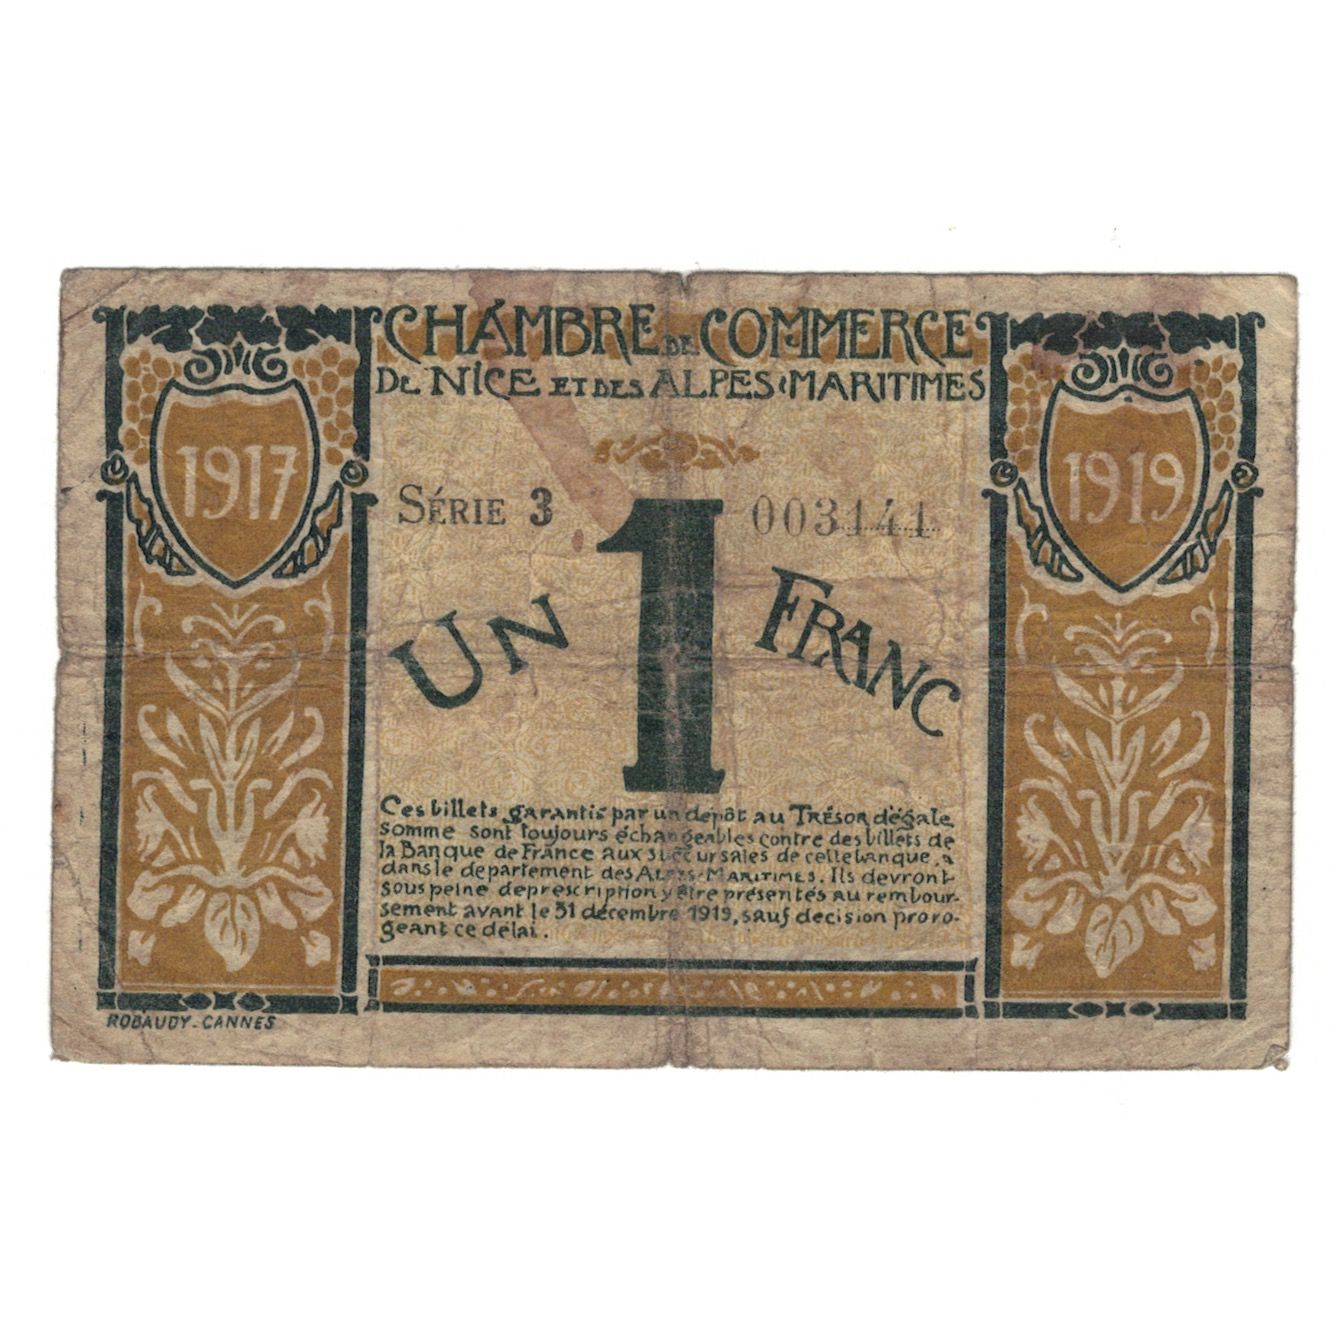 CHAMBRE DE COMMERCE
DE NICE ET DES ALPES-MARITIMES
1917
1919
SÉRIE 3
003141
1
UN FRANC
Ces billets garantis par un dépôt au TRÉSOR d'égale
somme sont toujours échangeables contre des billets de
la Banque de France aux succursales de cette banque, a
dans le departement des ALPES-MARITIMES. Ils devront
sous peine de prescription y être présentés au rembour-
sement avant le 31 décembre 1919, sauf decision proro-
geant ce délai.
ROBAUDY - CANNES